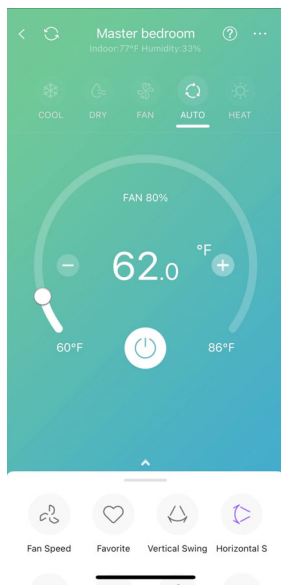 Master bedroom
Indoor:77°F Humidity:33%
COOL DRY FAN AUTO HEAT
FAN 80%
62.0 °F
60°F 86°F
Fan Speed Favorite Vertical Swing Horizontal S